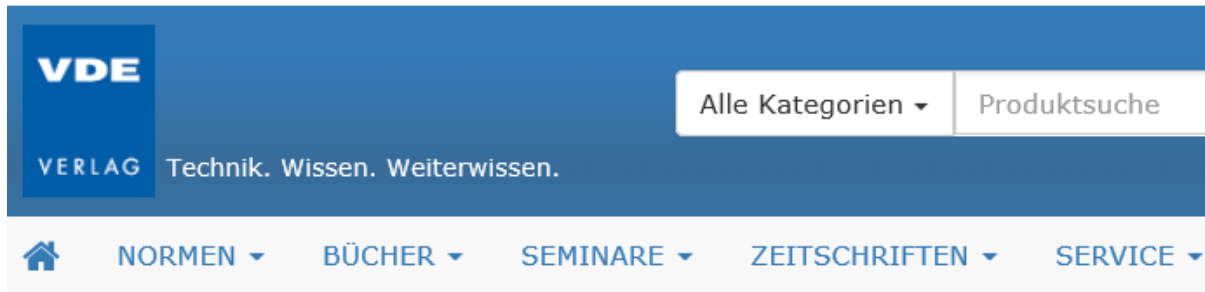 VDE
Alle Kategorien
Produktsuche
VERLAG
Technik. Wissen. Weiterwissen.
NORMEN
BÜCHER
SEMINARE
ZEITSCHRIFTEN
SERVICE